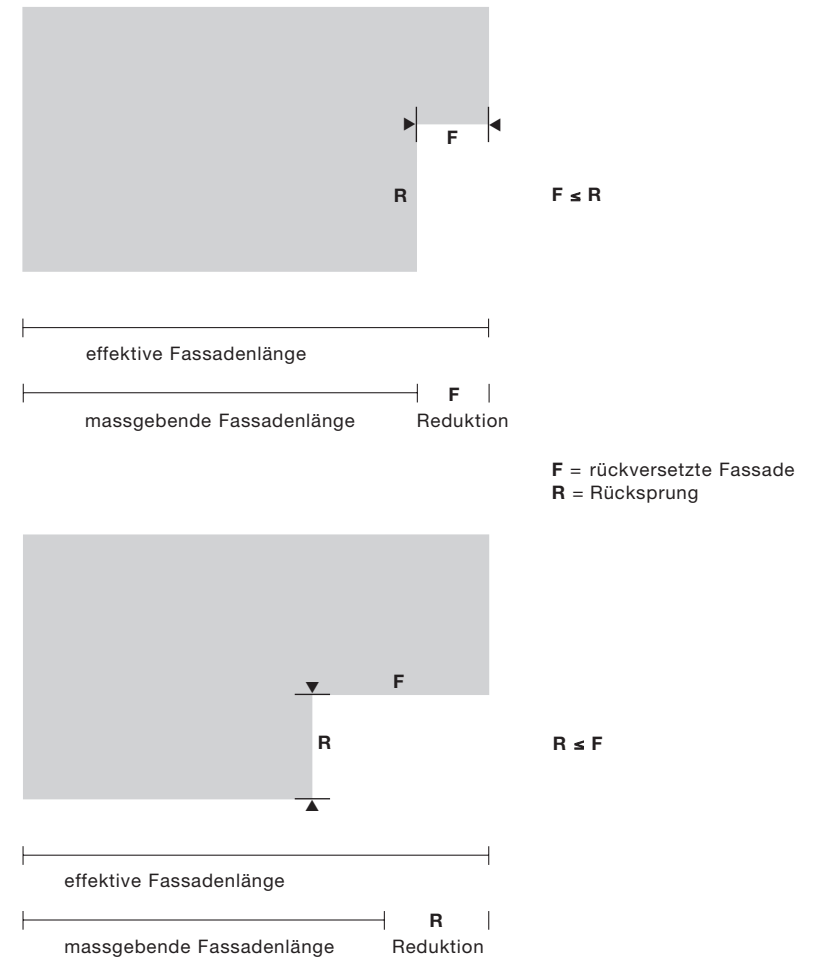 F
R
F ≤ R
effektive Fassadenlänge
F
massgebende Fassadenlänge Reduktion
F = rückversetzte Fassade
R = Rücksprung
F
R
R ≤ F
effektive Fassadenlänge
R
massgebende Fassadenlänge Reduktion